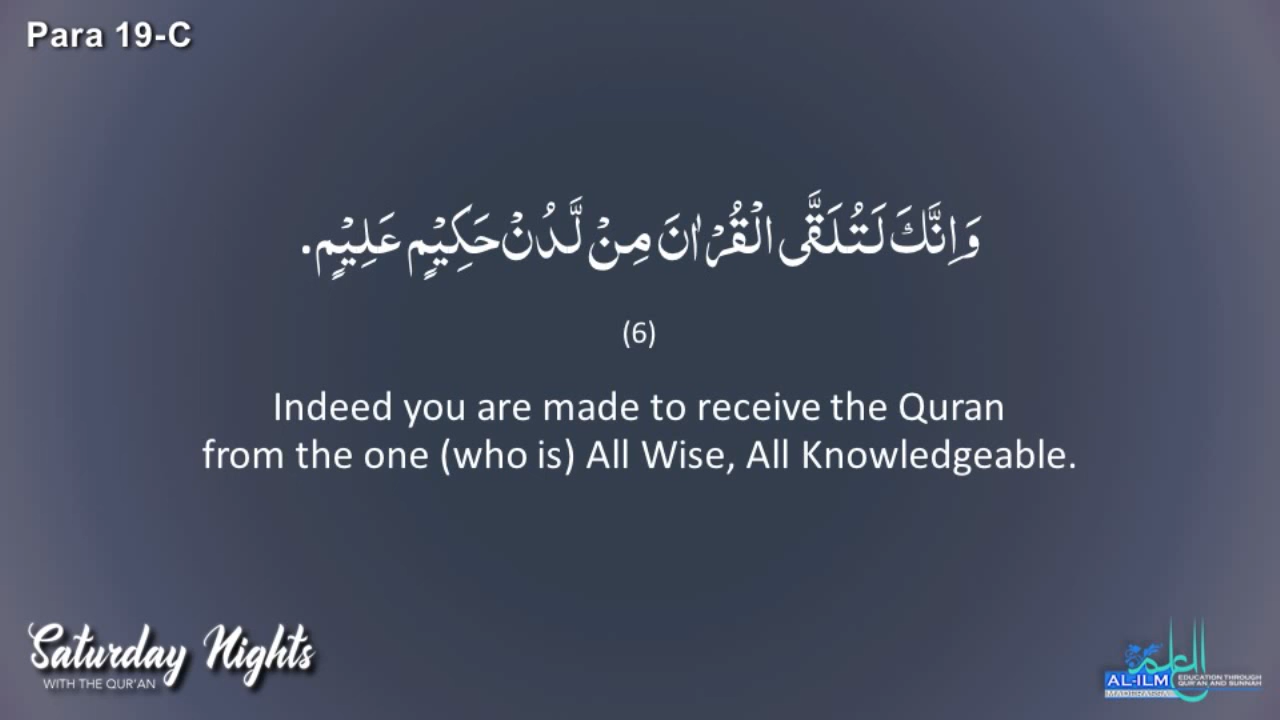 Para 19-C
وَاِنَّكَ لَتُلَقَّى الْقُرْاٰنَ مِنْ لَّدُنْ حَكِيْمٍ عَلِيْمٍ.
(6)
Indeed you are made to receive the Quran
from the one (who is) All Wise, All Knowledgeable.
Saturday Nights
WITH THE QUR'AN
العلم
AL-ILM
EDUCATION THROUGH
QUR'AN AND SUNNAH